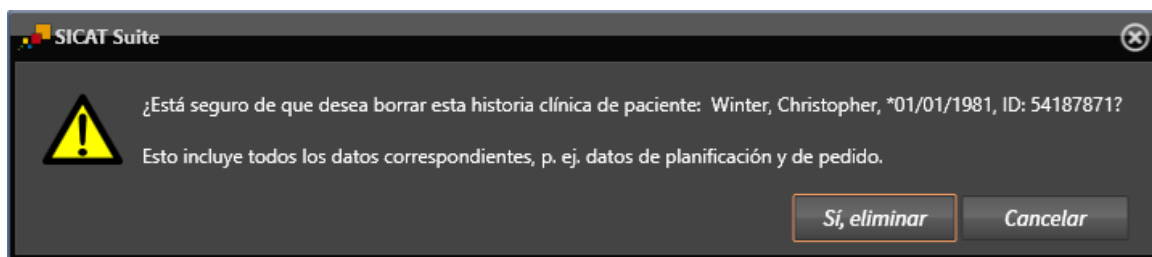 SICAT Suite
¿Está seguro de que desea borrar esta historia clínica de paciente:  Winter, Christopher, *01/01/1981, ID: 54187871?
Esto incluye todos los datos correspondientes, p. ej. datos de planificación y de pedido.
Sí, eliminar
Cancelar